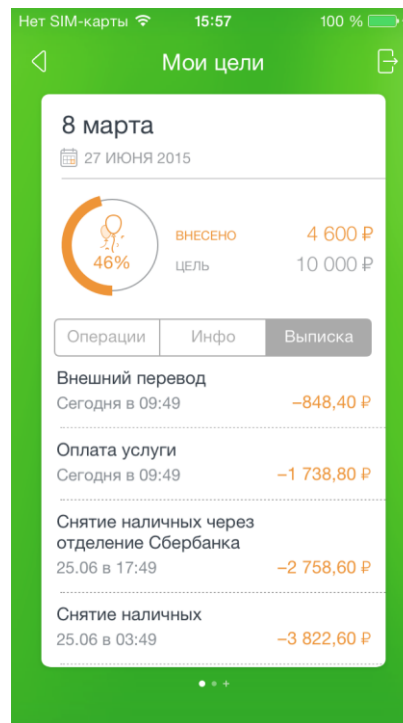 Нет SIM-карты 15:57 100 %
Мои цели
8 марта
27 ИЮНЯ 2015
ВНЕСЕНО 4 600 ₽
46% ЦЕЛЬ 10 000 ₽
Операции Инфо Выписка
Внешний перевод
Сегодня в 09:49 −848,40 ₽
Оплата услуги
Сегодня в 09:49 −1 738,80 ₽
Снятие наличных через
отделение Сбербанка
25.06 в 17:49 −2 758,60 ₽
Снятие наличных
25.06 в 03:49 −3 822,60 ₽